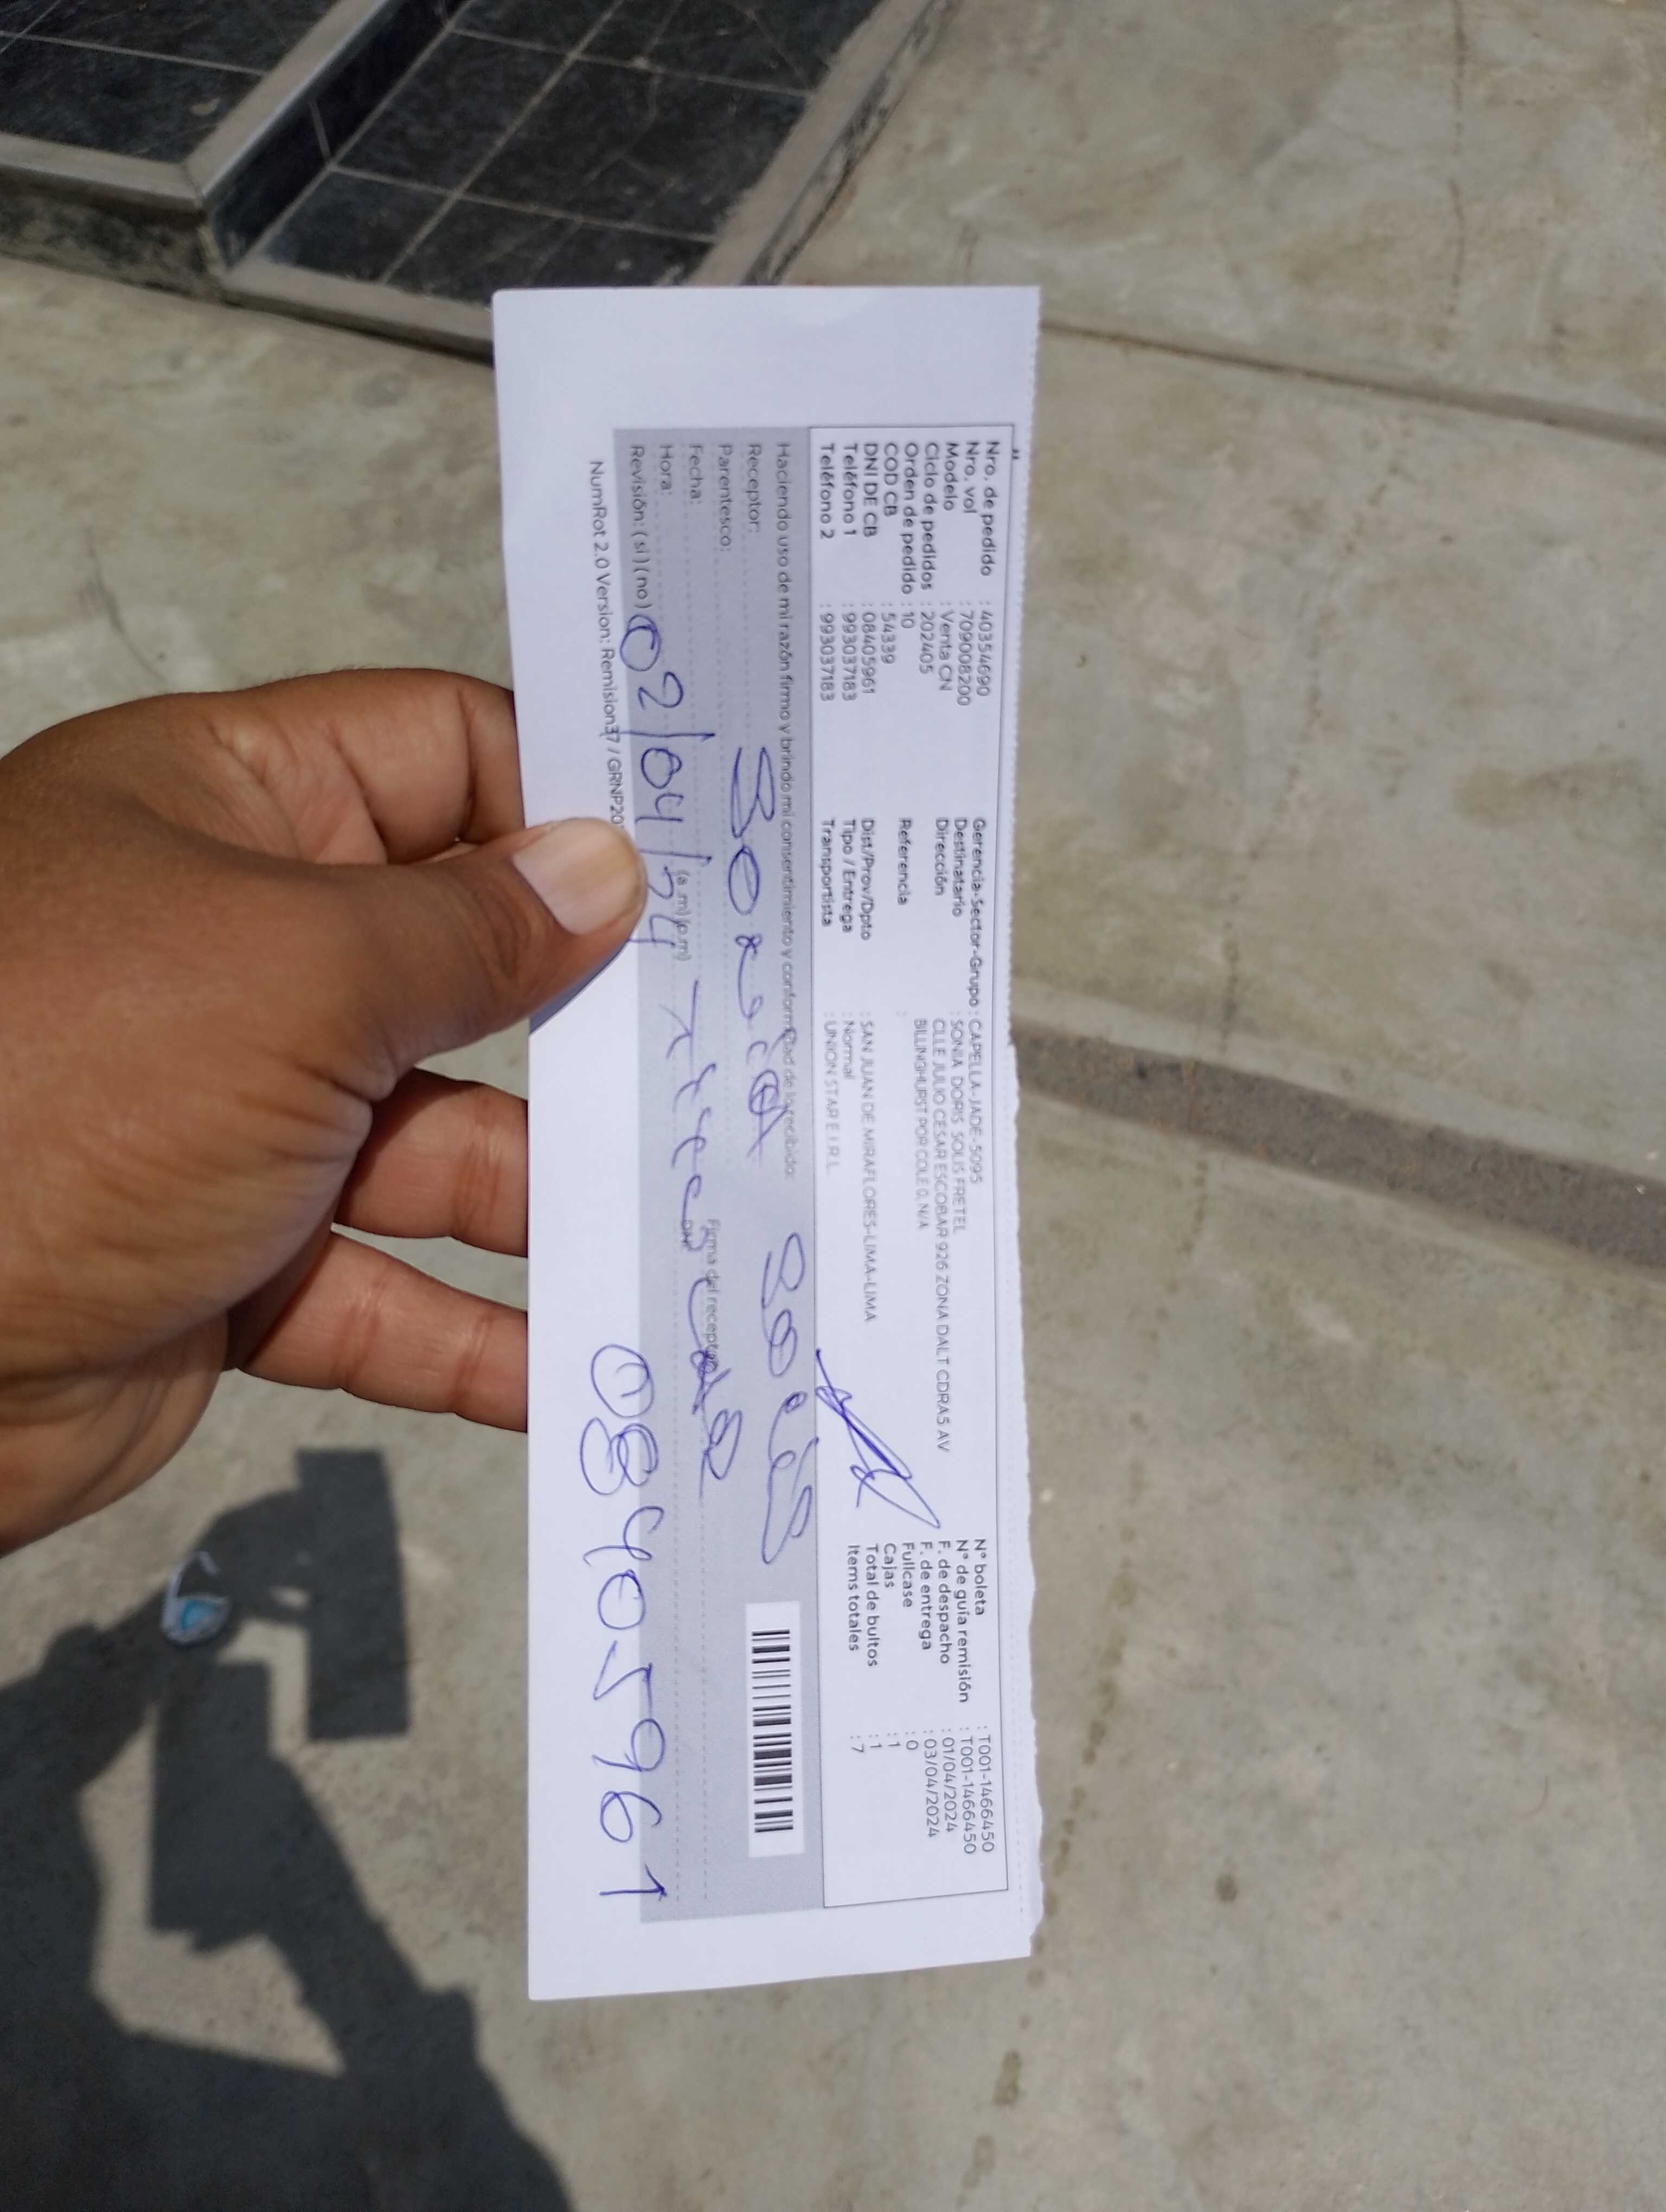 Nro. de pedido : 40354690
Nro. vol : 709008200
Modelo : Venta CN
Ciclo de pedidos : 202405
Orden de pedido : 10
COD CB : 54339
DNI DE CB : 08405961
Teléfono 1 : 993037183
Teléfono 2 : 993037183
Gerencia-Sector-Grupo : CAPELLA-JADE-5095
Destinatario : SONIA DORIS SOLIS FRETEL
Dirección CLLE JULIO CESAR ESCOBAR 926 ZONA DALT CDRA5 AV
BILLINGHURST POR COLE 0, N/A
Referencia :
Dist/Prov/Dpto : SAN JUAN DE MIRAFLORES-LIMA-LIMA
Tipo / Entrega : Normal
Transportista : UNION STAR E.I.R.L.
N° boleta : T001-1466450
N° de guía remisión : T001-1466450
F. de despacho : 01/04/2024
F. de entrega : 03/04/2024
Fullcase : 0
Cajas : 1
Total de bultos : 1
Items totales : 7
Haciendo uso de mi razón firmo y brindo mi consentimiento y conformidad de lo recibido:
Receptor: Sonia Solis
Parentesco:
Fecha: Firma del receptor
Hora: (a.m)(p.m) DNI
Revisión: (si) (no) 02/04/24 08405961
NumRot 2.0 Version: Remision37 / GRNP20